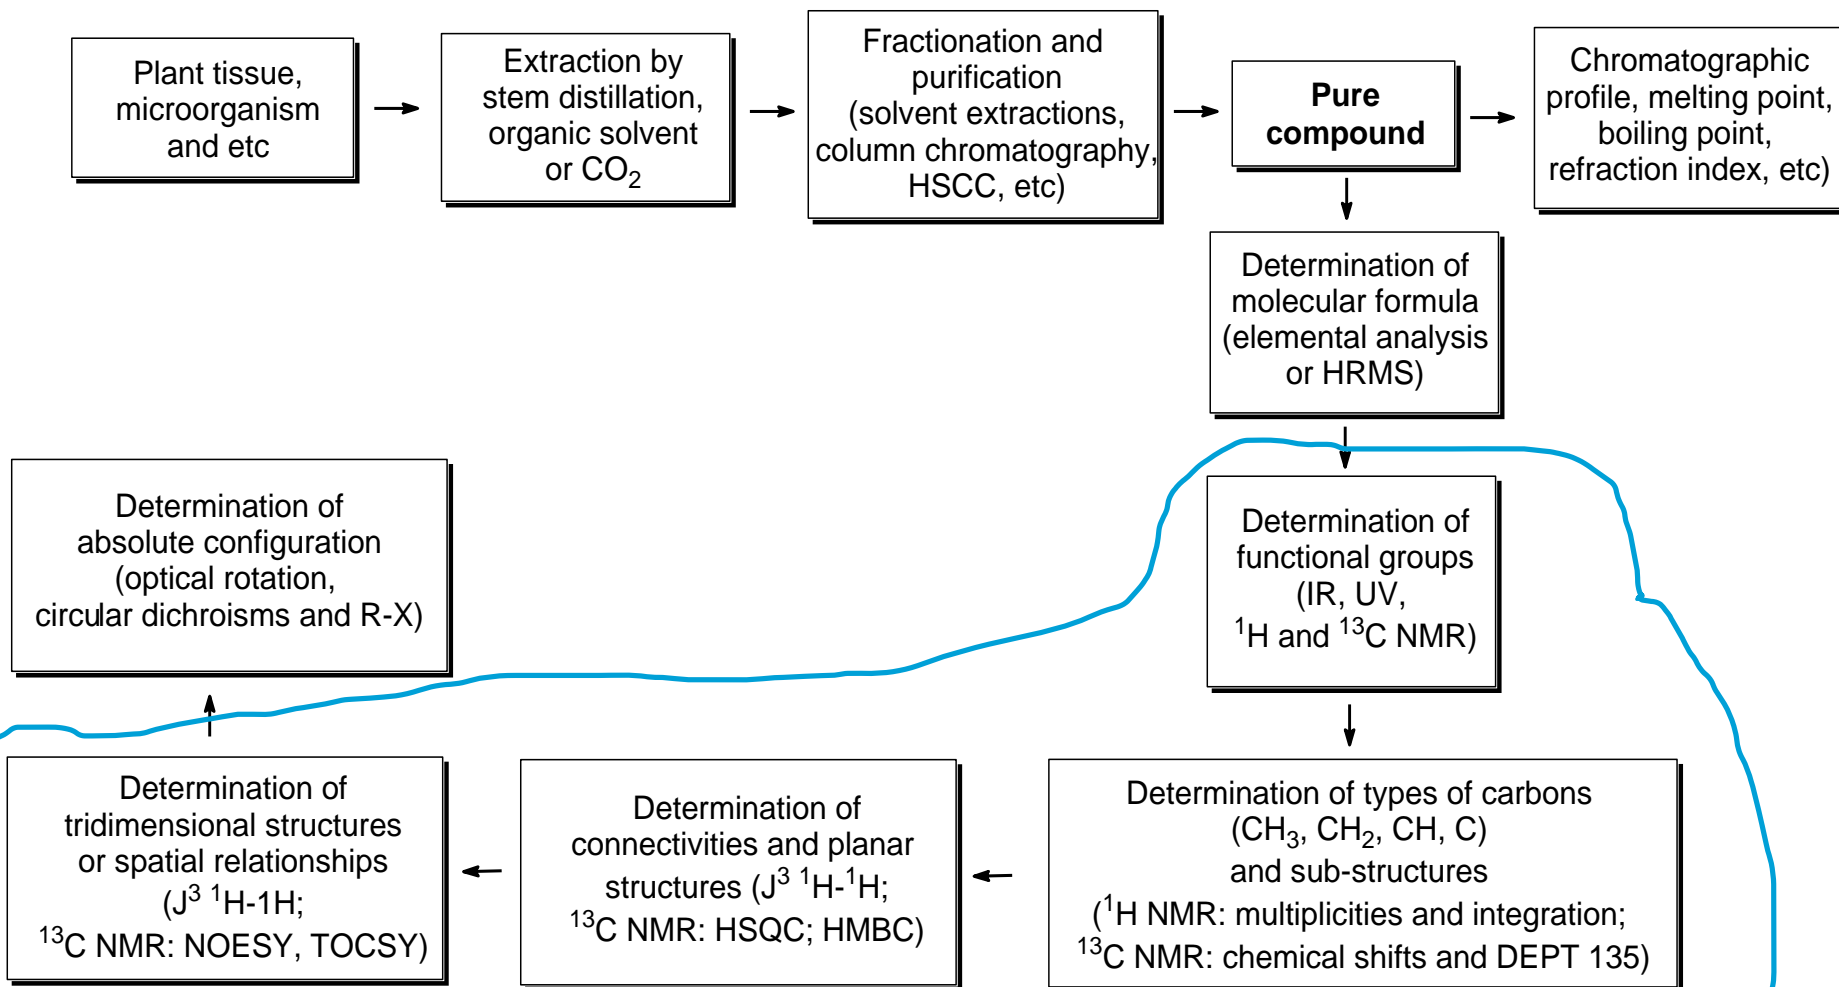 Plant tissue,
microorganism
and etc
Extraction by
stem distillation,
organic solvent
or CO₂
Fractionation and
purification
(solvent extractions,
column chromatography,
HSCC, etc)
Pure
compound
Chromatographic
profile, melting point,
boiling point,
refraction index, etc)
Determination of
molecular formula
(elemental analysis
or HRMS)
Determination of
functional groups
(IR, UV,
¹H and ¹³C NMR)
Determination of types of carbons
(CH₃, CH₂, CH, C)
and sub-structures
(¹H NMR: multiplicities and integration;
¹³C NMR: chemical shifts and DEPT 135)
Determination of
connectivities and planar
structures (J³ ¹H-¹H;
¹³C NMR: HSQC; HMBC)
Determination of
tridimensional structures
or spatial relationships
(J³ ¹H-1H;
¹³C NMR: NOESY, TOCSY)
Determination of
absolute configuration
(optical rotation,
circular dichroisms and R-X)